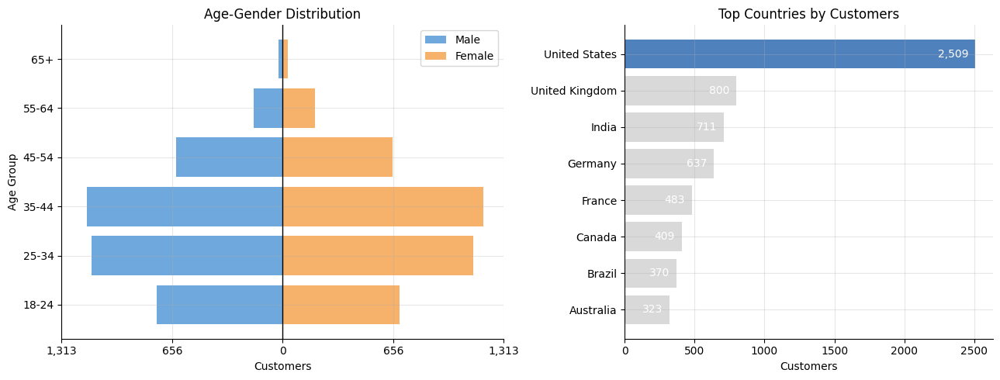 Age-Gender Distribution
Male
Female
Age Group
65+
55-64
45-54
35-44
25-34
18-24
1,313
656
0
656
1,313
Customers
Top Countries by Customers
United States
2,509
United Kingdom
800
India
711
Germany
637
France
483
Canada
409
Brazil
370
Australia
323
0
500
1000
1500
2000
2500
Customers